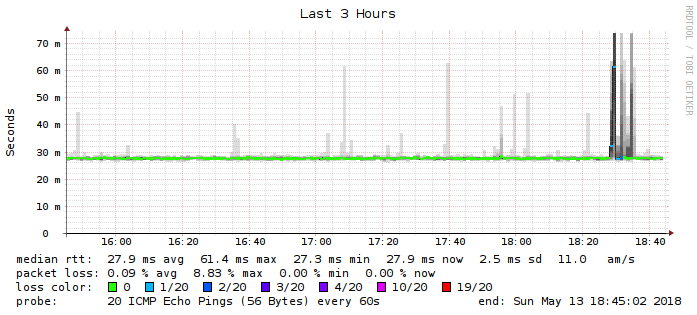 Last 3 Hours
RRDTOOL / TOBI OETIKER
Seconds
70 m
60 m
50 m
40 m
30 m
20 m
10 m
0
16:00 16:20 16:40 17:00 17:20 17:40 18:00 18:20 18:40
median rtt: 27.9 ms avg 61.4 ms max 27.3 ms min 27.9 ms now 2.5 ms sd 11.0 am/s
packet loss: 0.09 % avg 8.83 % max 0.00 % min 0.00 % now
loss color: 0 1/20 2/20 3/20 4/20 10/20 19/20
probe: 20 ICMP Echo Pings (56 Bytes) every 60s end: Sun May 13 18:45:02 2018